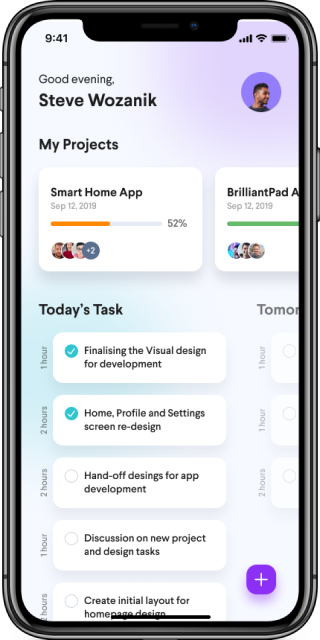 9:41
Good evening,
Steve Wozanik
My Projects
Smart Home App
Sep 12, 2019
52%
+2
BrilliantPad A
Sep 12, 2019
Today's Task
Tomor
1 hour
Finalising the Visual design
for development
1 hour
2 hours
Home, Profile and Settings
screen re-design
1 hour
2 hours
Hand-off desings for app
development
2 hours
1 hour
Discussion on new project
and design tasks
2 hours
Create initial layout for
homepage design